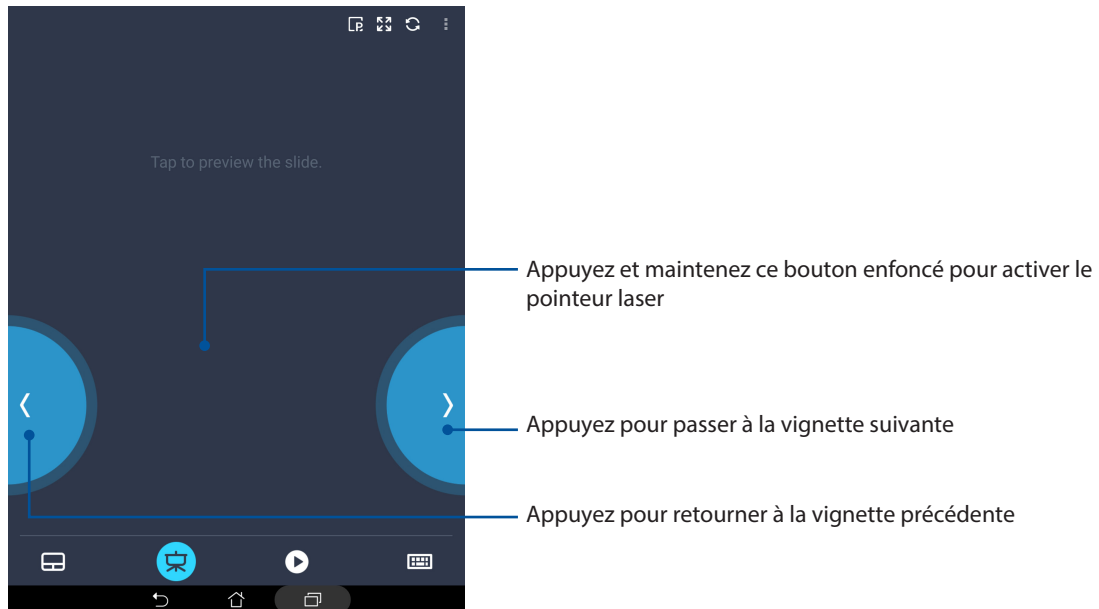 Tap to preview the slide.
Appuyez et maintenez ce bouton enfoncé pour activer le
pointeur laser
Appuyez pour passer à la vignette suivante
Appuyez pour retourner à la vignette précédente